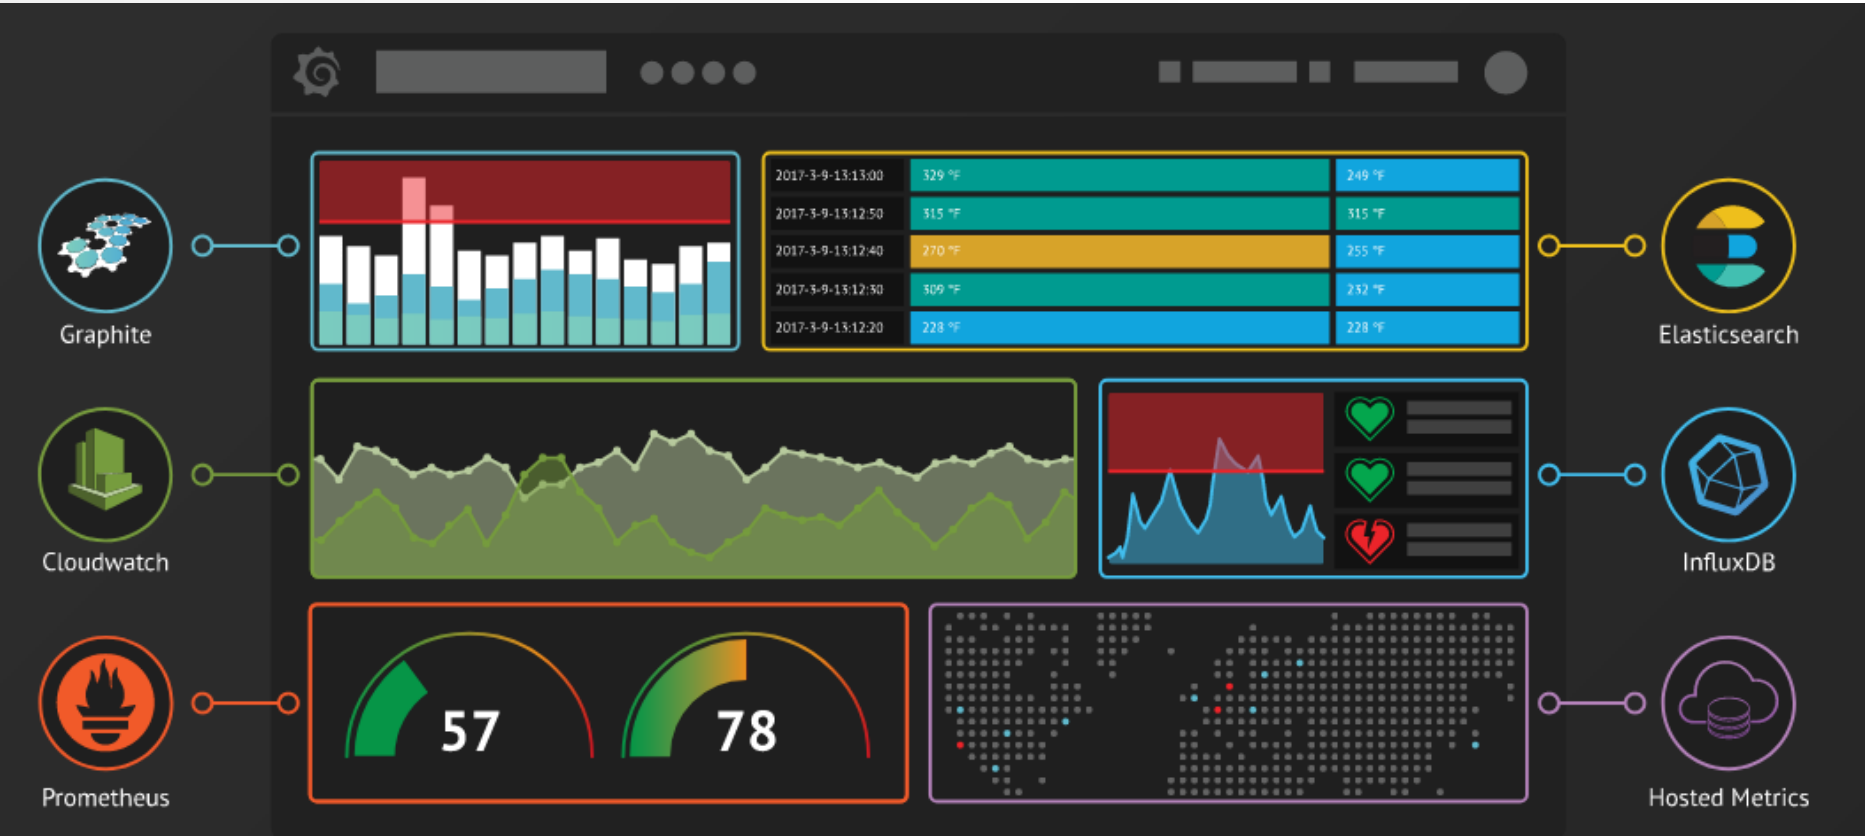 2017-3-9-13:13:00 329 °F 249 °F
2017-3-9-13:12:50 315 °F 315 °F
2017-3-9-13:12:40 270 °F 255 °F
2017-3-9-13:12:30 309 °F 232 °F
2017-3-9-13:12:20 228 °F 228 °F
Graphite
Elasticsearch
Cloudwatch
InfluxDB
57
78
Prometheus
Hosted Metrics